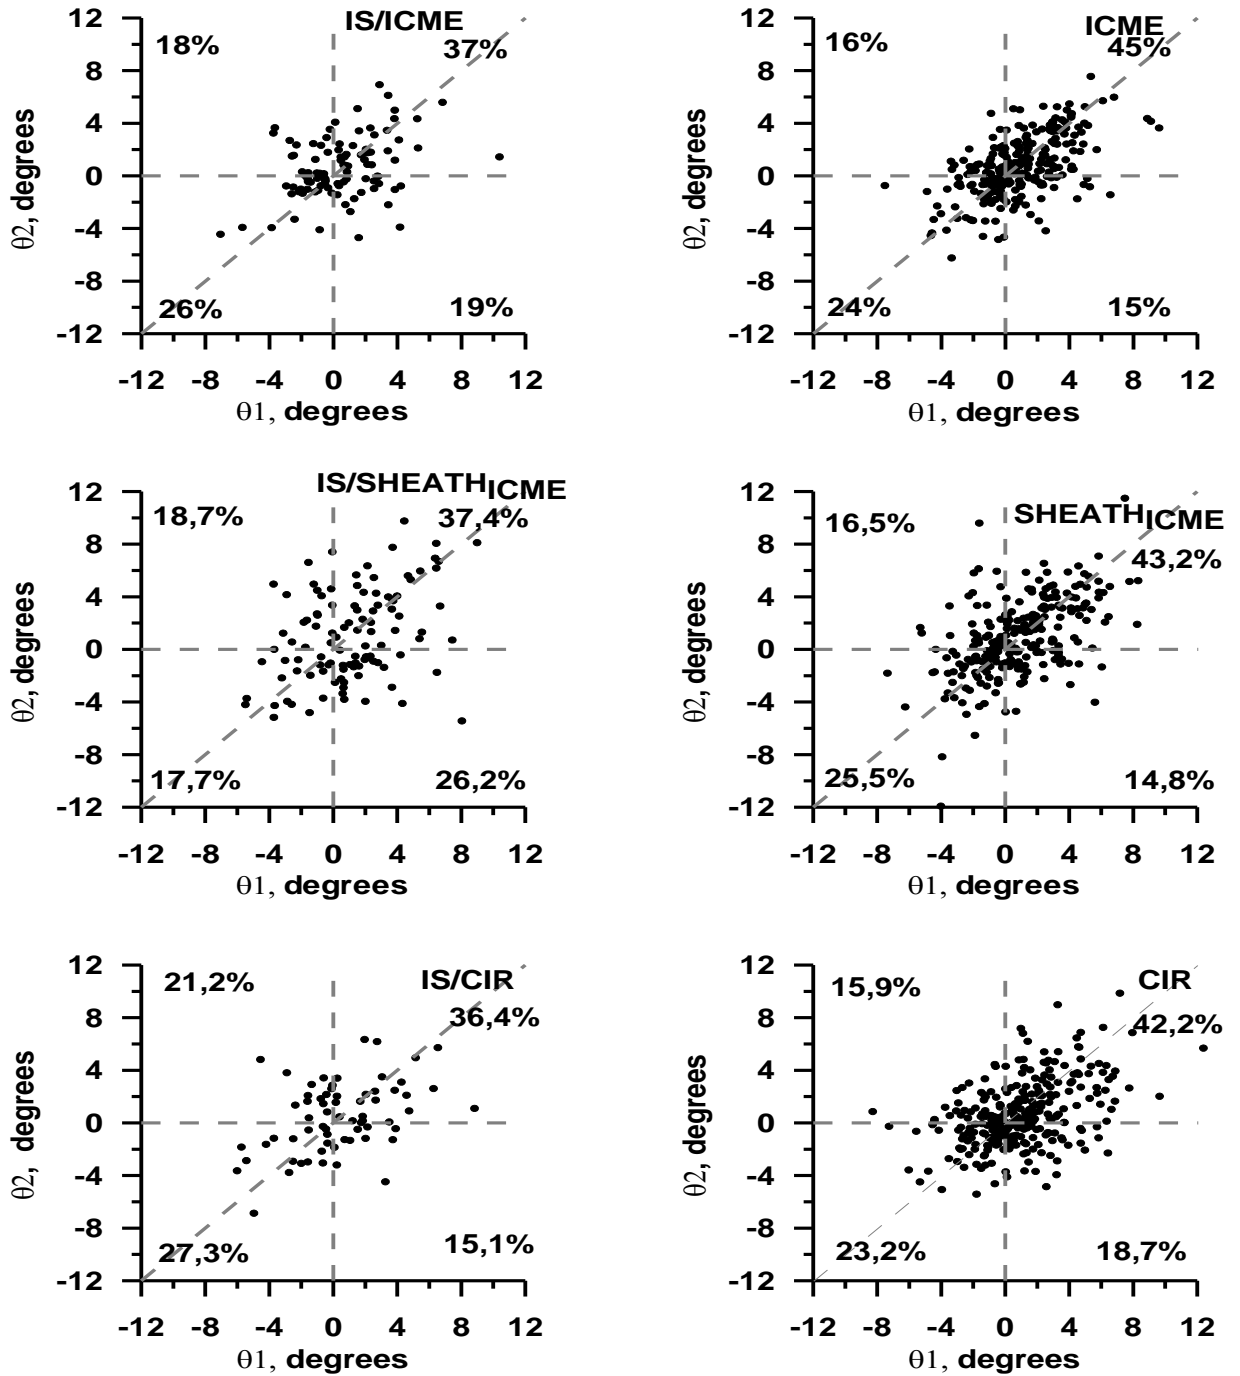 IS/ICME
12
18%
37%
8
4
0
-4
-8
26%
19%
-12
-12 -8 -4 0 4 8 12
θ2, degrees
θ1, degrees
ICME
12
16%
45%
8
4
0
-4
-8
24%
15%
-12
-12 -8 -4 0 4 8 12
θ2, degrees
θ1, degrees
IS/SHEATH ICME
12
18,7%
37,4%
8
4
0
-4
-8
17,7%
26,2%
-12
-12 -8 -4 0 4 8 12
θ2, degrees
θ1, degrees
12
SHEATH ICME
16,5%
43,2%
8
4
0
-4
-8
25,5%
14,8%
-12
-12 -8 -4 0 4 8 12
θ2, degrees
θ1, degrees
12
21,2%
IS/CIR
36,4%
8
4
0
-4
-8
27,3%
15,1%
-12
-12 -8 -4 0 4 8 12
θ2, degrees
θ1, degrees
12
15,9%
CIR
42,2%
8
4
0
-4
-8
23,2%
18,7%
-12
-12 -8 -4 0 4 8 12
θ2, degrees
θ1, degrees